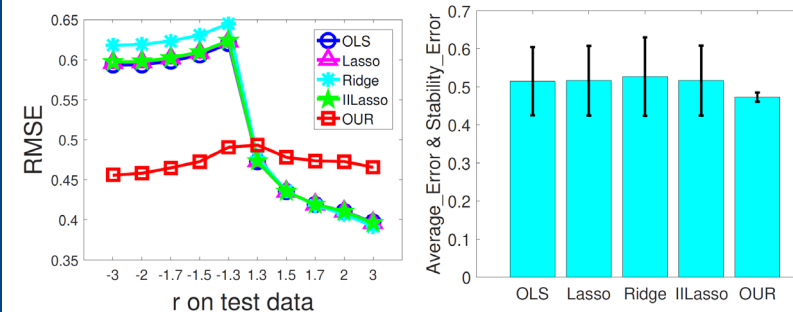 0.65
0.6
0.55
0.5
0.45
0.4
0.35
RMSE
-3 -2 -1.7 -1.5 -1.3 1.3 1.5 1.7 2 3
r on test data
OLS
Lasso
Ridge
IILasso
OUR
0.7
0.6
0.5
0.4
0.3
0.2
0.1
0
Average_Error & Stability_Error
OLS Lasso Ridge IILasso OUR